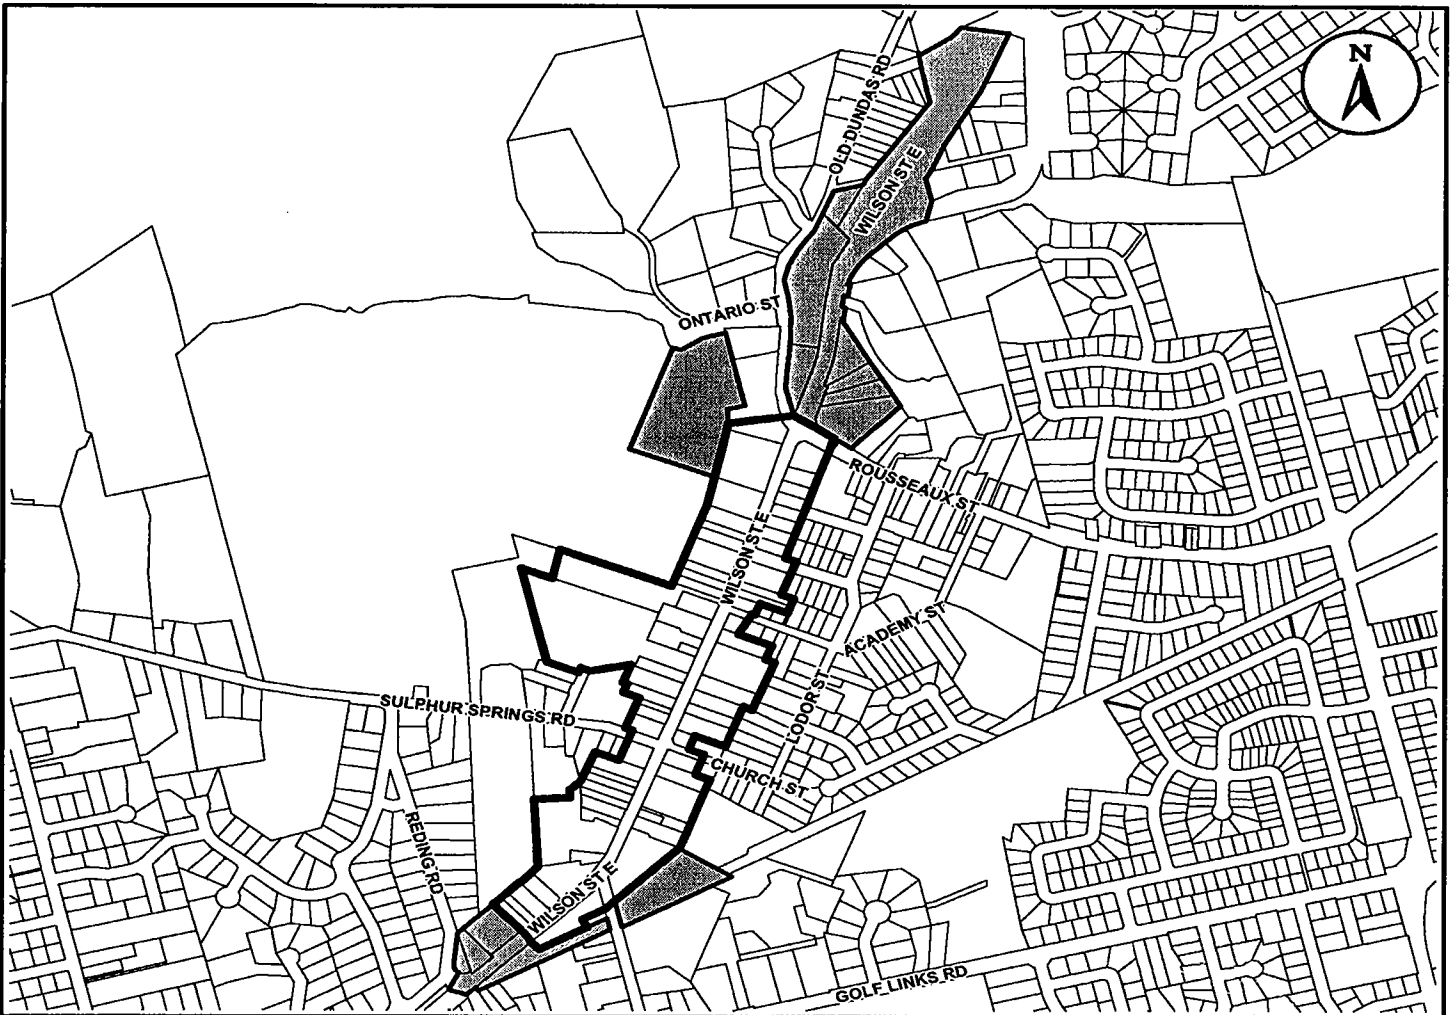 N
OLD DUNDAS RD
WILSON ST E
ONTARIO ST
ROUSSEAUX ST
WILSON ST E
ACADEMY ST
LODOR ST
SULPHUR SPRINGS RD
CHURCH ST
REDING RD
WILSON ST E
GOLF LINKS RD